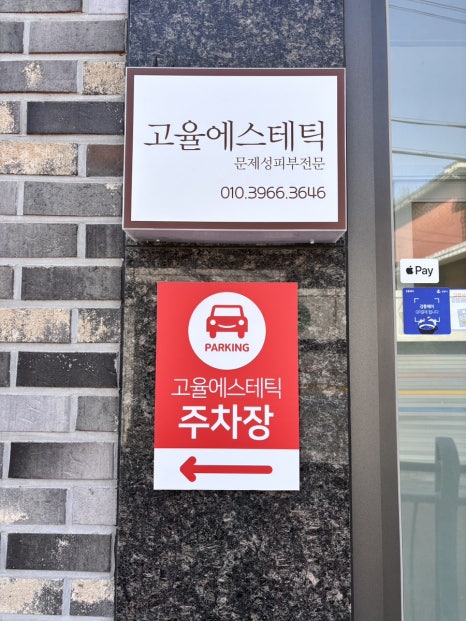 고율에스테틱
문제성피부전문
010.3966.3646
Pay
PARKING
고율에스테틱
주차장